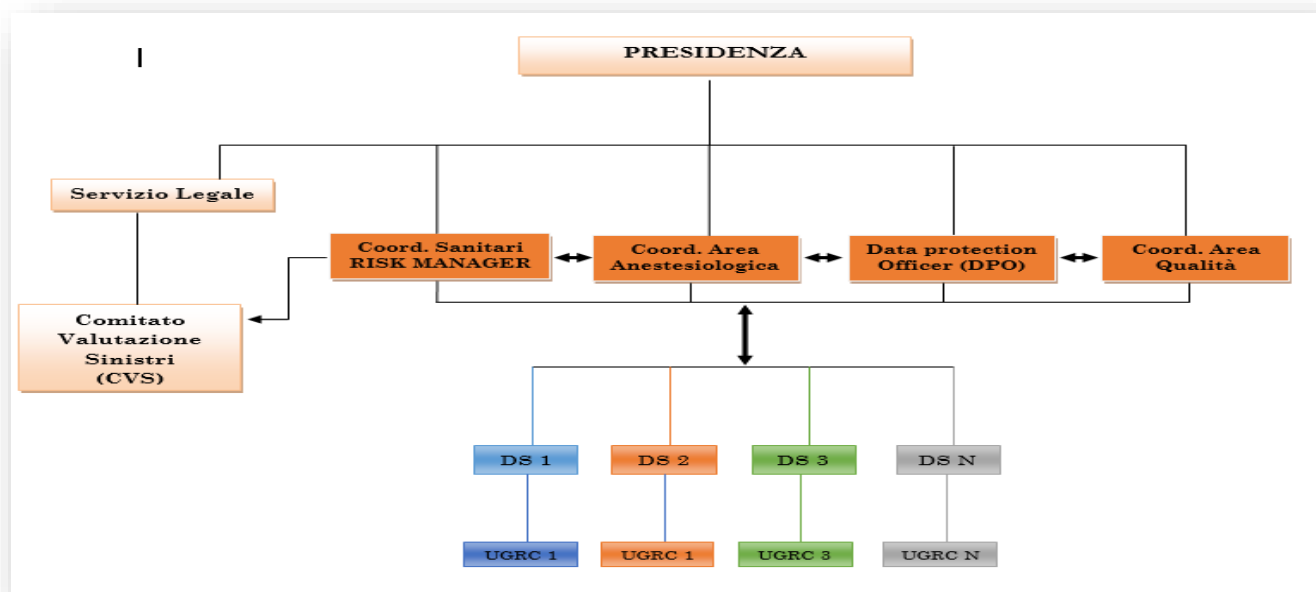 I
PRESIDENZA
Servizio Legale
Coord. Sanitari
RISK MANAGER
Coord. Area
Anestesiologica
Data protection
Officer (DPO)
Coord. Area
Qualità
Comitato
Valutazione
Sinistri
(CVS)
DS 1
DS 2
DS 3
DS N
UGRC 1
UGRC 1
UGRC 3
UGRC N